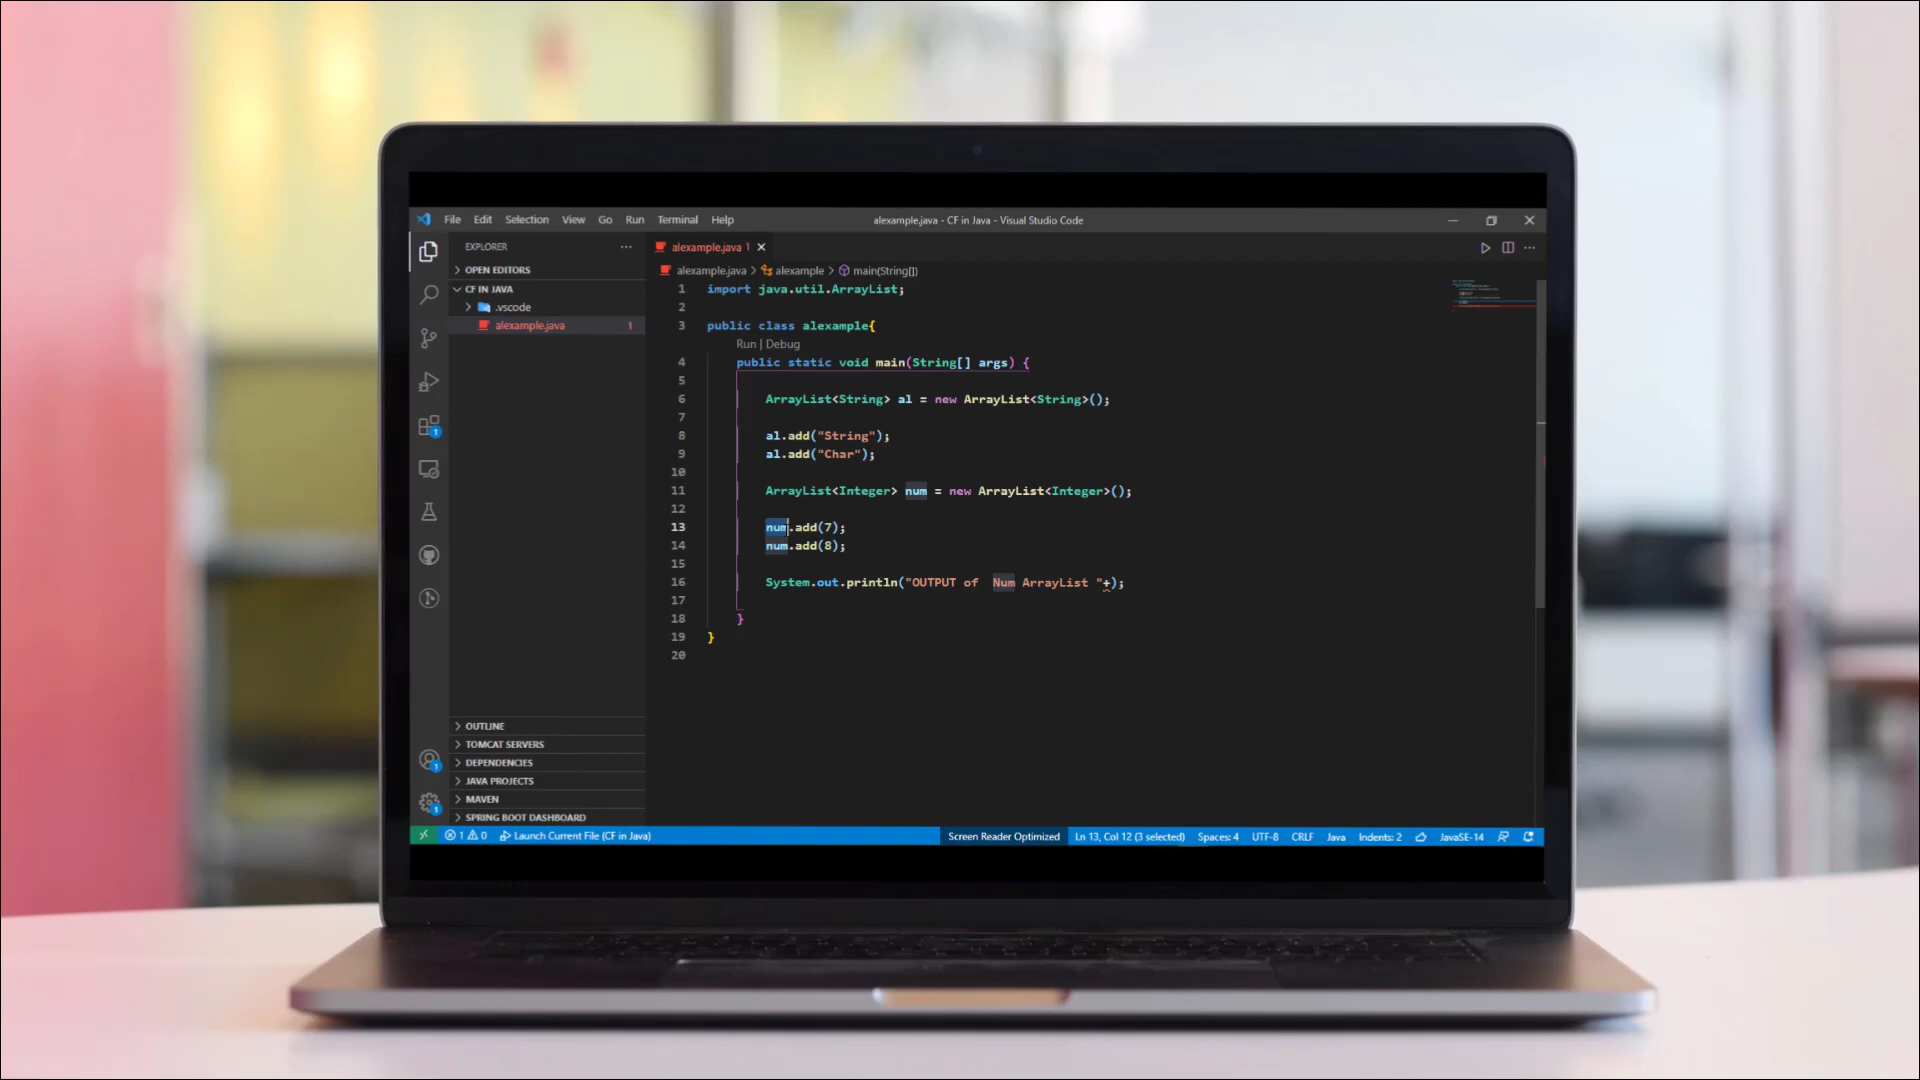 File Edit Selection View Go Run Terminal Help
alexample.java - CF in Java - Visual Studio Code
EXPLORER
OPEN EDITORS
CF IN JAVA
.vscode
alexample.java 1
OUTLINE
TOMCAT SERVERS
DEPENDENCIES
JAVA PROJECTS
MAVEN
SPRING BOOT DASHBOARD
alexample.java 1
alexample.java > alexample > main(String[])
1 import java.util.ArrayList;
2
3 public class alexample{
Run | Debug
4 public static void main(String[] args) {
5
6 ArrayList<String> al = new ArrayList<String>();
7
8 al.add("String");
9 al.add("Char");
10
11 ArrayList<Integer> num = new ArrayList<Integer>();
12
13 num.add(7);
14 num.add(8);
15
16 System.out.println("OUTPUT of  Num ArrayList "+);
17
18 }
19 }
20
1
1
1
1 0 Launch Current File (CF in Java) Screen Reader Optimized Ln 13, Col 12 (3 selected) Spaces: 4 UTF-8 CRLF Java Indents: 2 JavaSE-14